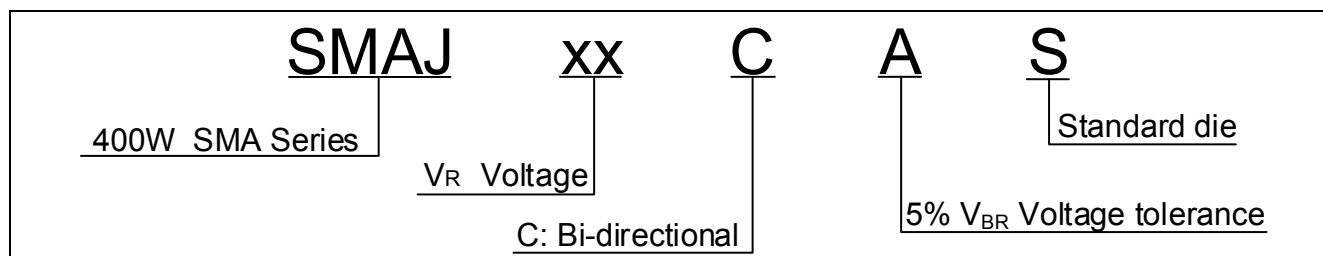 SMAJ xx C A S
400W SMA Series
VR Voltage
C: Bi-directional
5% VBR Voltage tolerance
Standard die